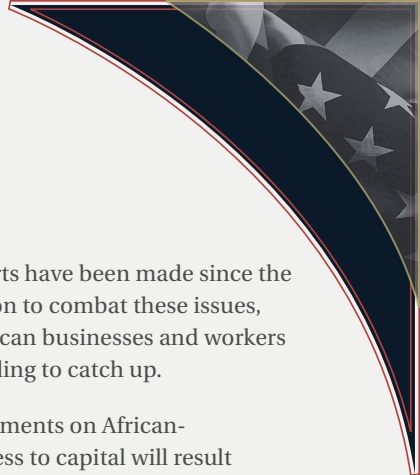 rts have been made since the
on to combat these issues,
can businesses and workers
ling to catch up.
ments on African-
ess to capital will result